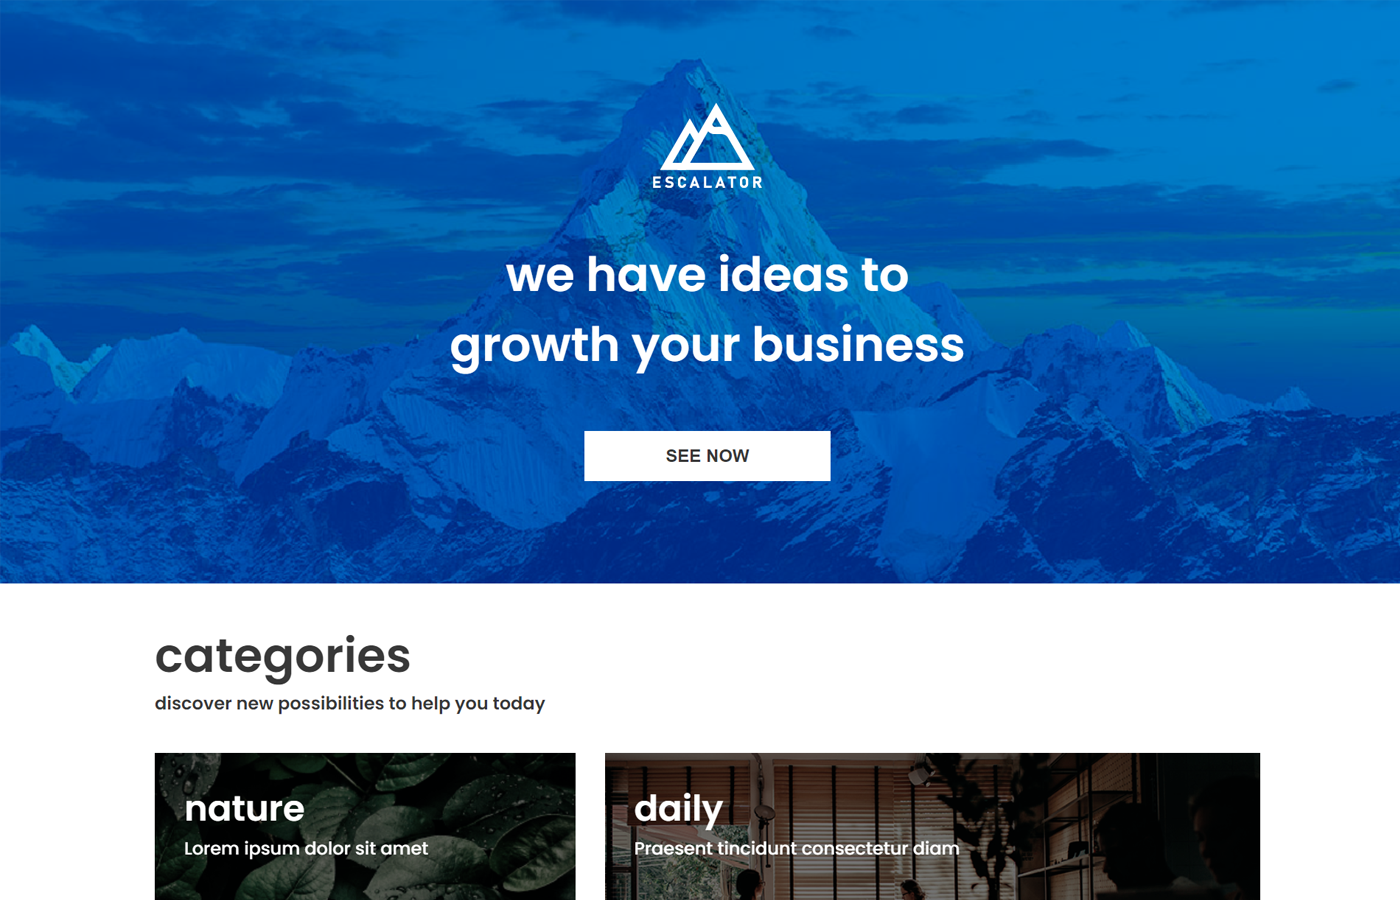 ESCALATOR
we have ideas to
growth your business
SEE NOW
categories
discover new possibilities to help you today
nature
Lorem ipsum dolor sit amet
daily
Praesent tincidunt consectetur diam